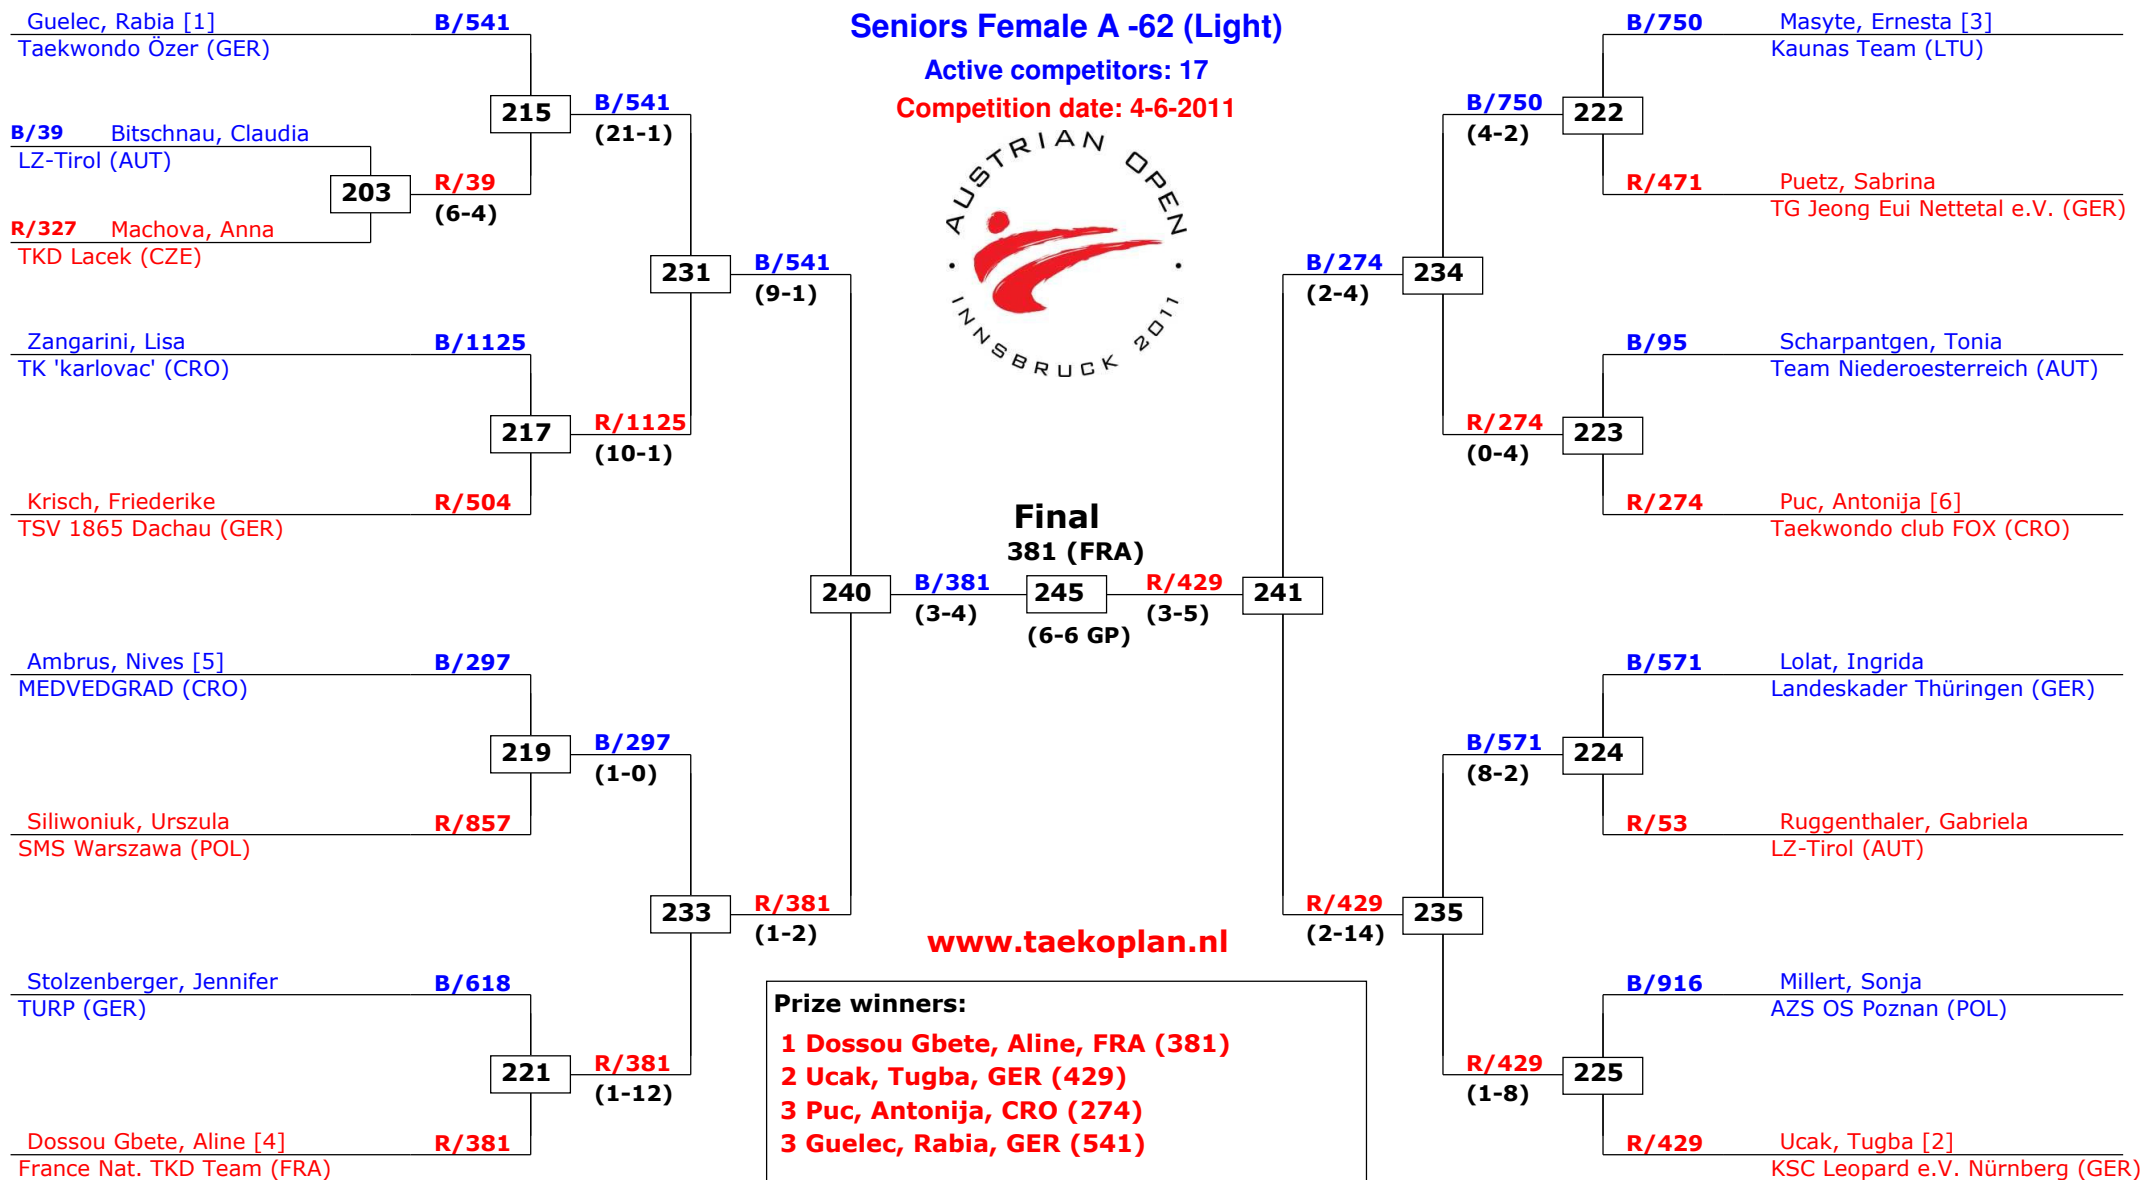 Seniors Female A -62 (Light)
Active competitors: 17
Competition date: 4-6-2011
AUSTRIAN OPEN
· INNSBRUCK 2011 ·
Guelec, Rabia [1] B/541
Taekwondo Özer (GER)
215
B/541
(21-1)
B/39 Bitschnau, Claudia
LZ-Tirol (AUT)
203
R/39
(6-4)
R/327 Machova, Anna
TKD Lacek (CZE)
231
B/541
(9-1)
Zangarini, Lisa B/1125
TK 'karlovac' (CRO)
217
R/1125
(10-1)
Krisch, Friederike R/504
TSV 1865 Dachau (GER)
240
B/381
(3-4)
Ambrus, Nives [5] B/297
MEDVEDGRAD (CRO)
219
B/297
(1-0)
Siliwoniuk, Urszula R/857
SMS Warszawa (POL)
233
R/381
(1-2)
Stolzenberger, Jennifer B/618
TURP (GER)
221
R/381
(1-12)
Dossou Gbete, Aline [4] R/381
France Nat. TKD Team (FRA)
Final
381 (FRA)
245
(6-6 GP)
R/429
(3-5)
241
B/750 Masyte, Ernesta [3]
Kaunas Team (LTU)
B/750
(4-2)
222
R/471 Puetz, Sabrina
TG Jeong Eui Nettetal e.V. (GER)
B/274
(2-4)
234
B/95 Scharpantgen, Tonia
Team Niederoesterreich (AUT)
R/274
(0-4)
223
R/274 Puc, Antonija [6]
Taekwondo club FOX (CRO)
B/571 Lolat, Ingrida
Landeskader Thüringen (GER)
B/571
(8-2)
224
R/53 Ruggenthaler, Gabriela
LZ-Tirol (AUT)
R/429
(2-14)
235
B/916 Millert, Sonja
AZS OS Poznan (POL)
R/429
(1-8)
225
R/429 Ucak, Tugba [2]
KSC Leopard e.V. Nürnberg (GER)
www.taekoplan.nl
Prize winners:
1 Dossou Gbete, Aline, FRA (381)
2 Ucak, Tugba, GER (429)
3 Puc, Antonija, CRO (274)
3 Guelec, Rabia, GER (541)